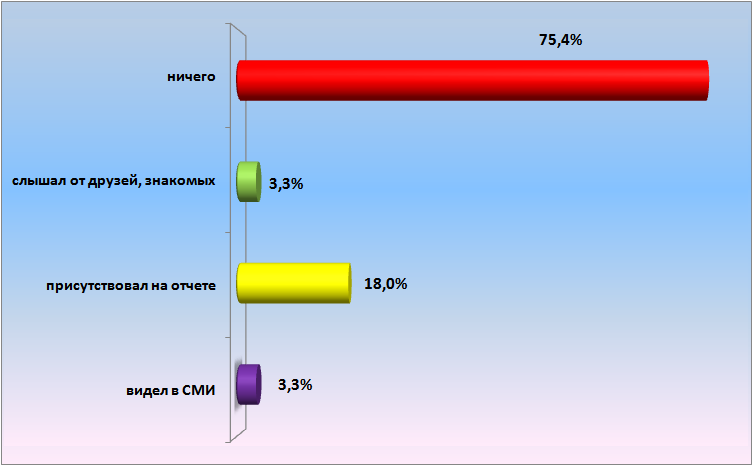 75,4%
ничего
слышал от друзей, знакомых
3,3%
присутствовал на отчете
18,0%
видел в СМИ
3,3%